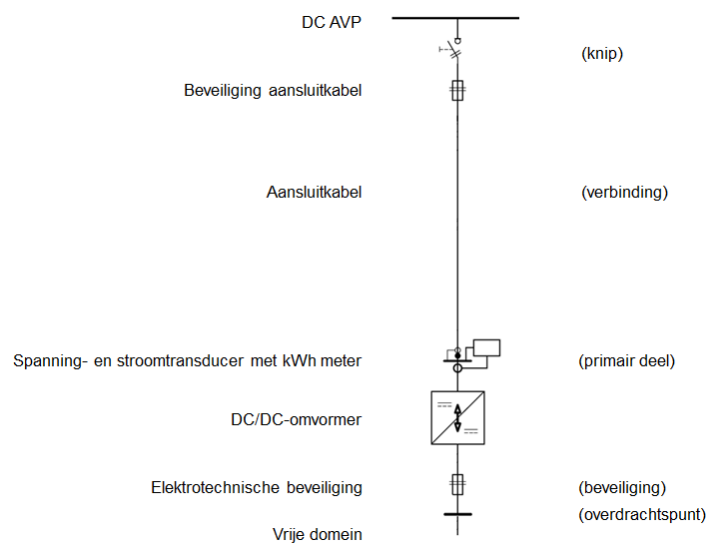 DC AVP
(knip)
Beveiliging aansluitkabel
Aansluitkabel (verbinding)
Spanning- en stroomtransducer met kWh meter (primair deel)
DC/DC-omvormer
Elektrotechnische beveiliging (beveiliging)
(overdrachtspunt)
Vrije domein